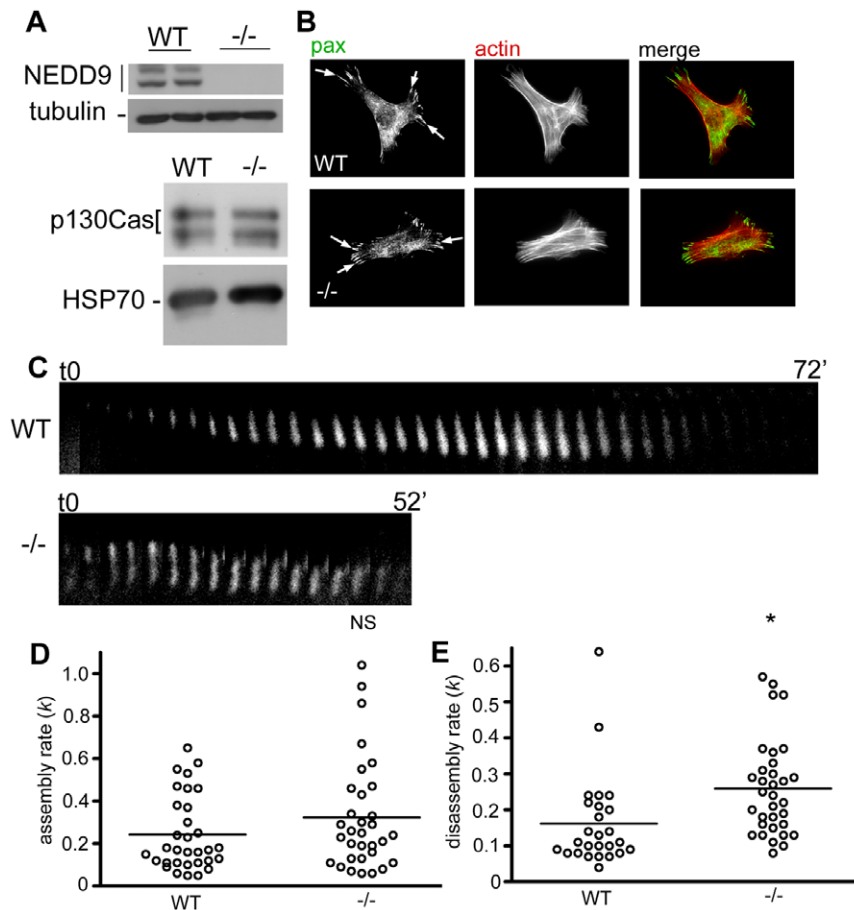 A
WT -/-
NEDD9
tubulin -
WT -/-
p130Cas[
HSP70 -
B
pax actin merge
WT
-/-
C
t0 72’
WT
t0 52’
-/-
NS
D
assembly rate (k)
1.0
0.8
0.6
0.4
0.2
0
WT -/-
*
E
disassembly rate (k)
0.6
0.5
0.4
0.3
0.2
0.1
0
WT -/-